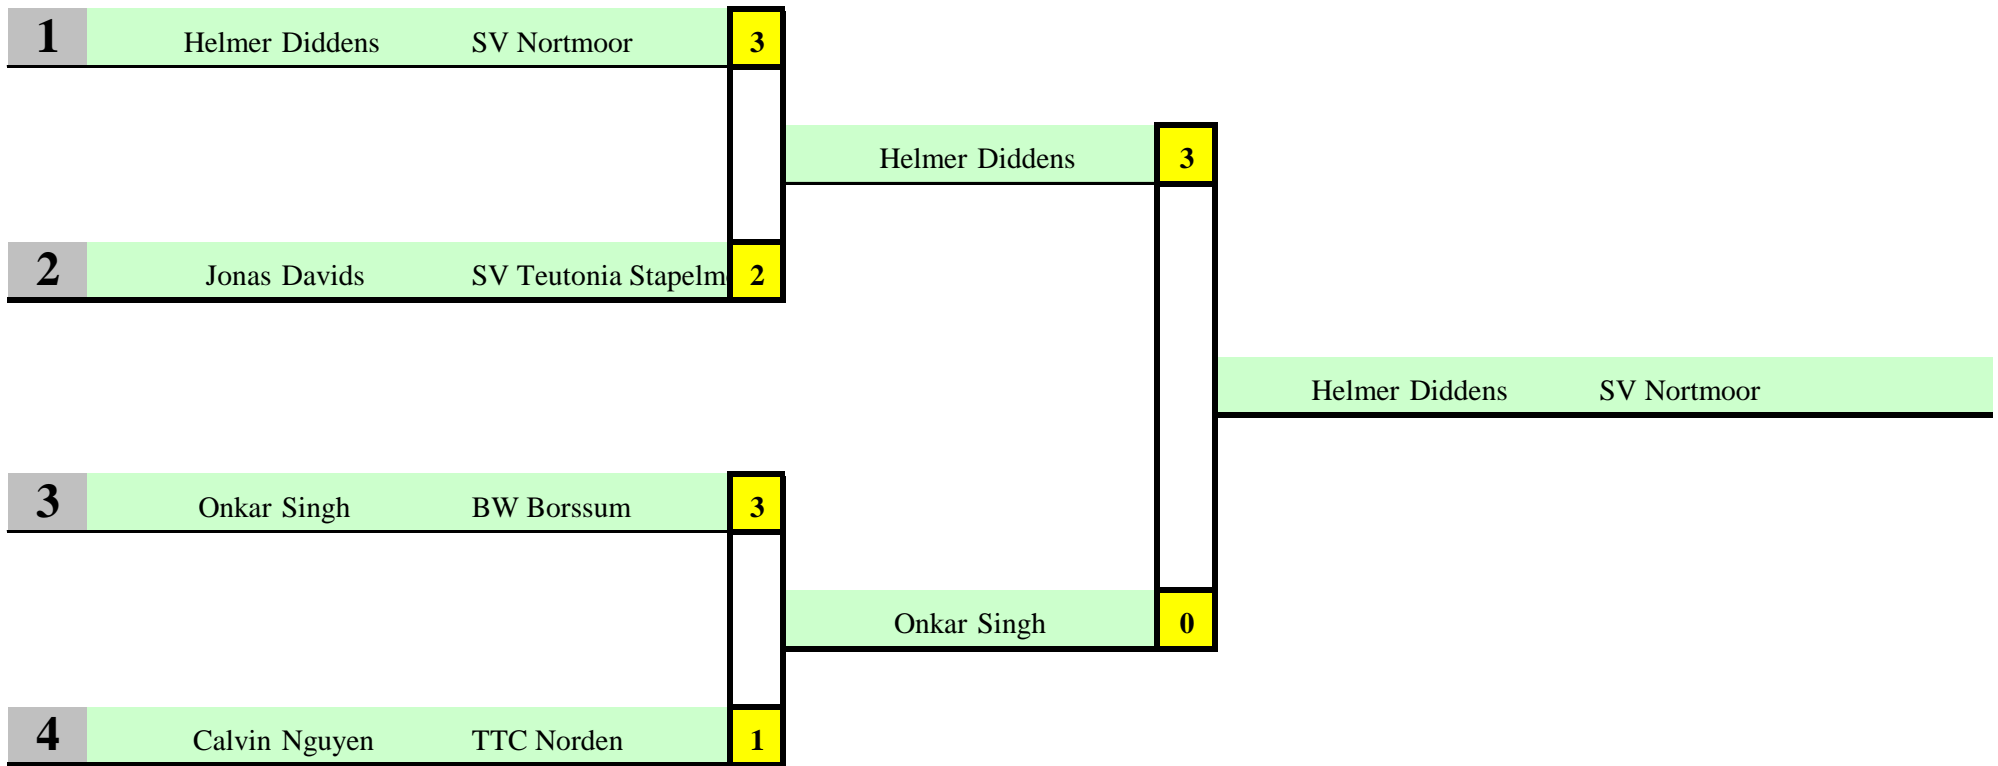 1 Helmer Diddens SV Nortmoor 3
Helmer Diddens 3
2 Jonas Davids SV Teutonia Stapelm 2
Helmer Diddens SV Nortmoor
3 Onkar Singh BW Borssum 3
Onkar Singh 0
4 Calvin Nguyen TTC Norden 1